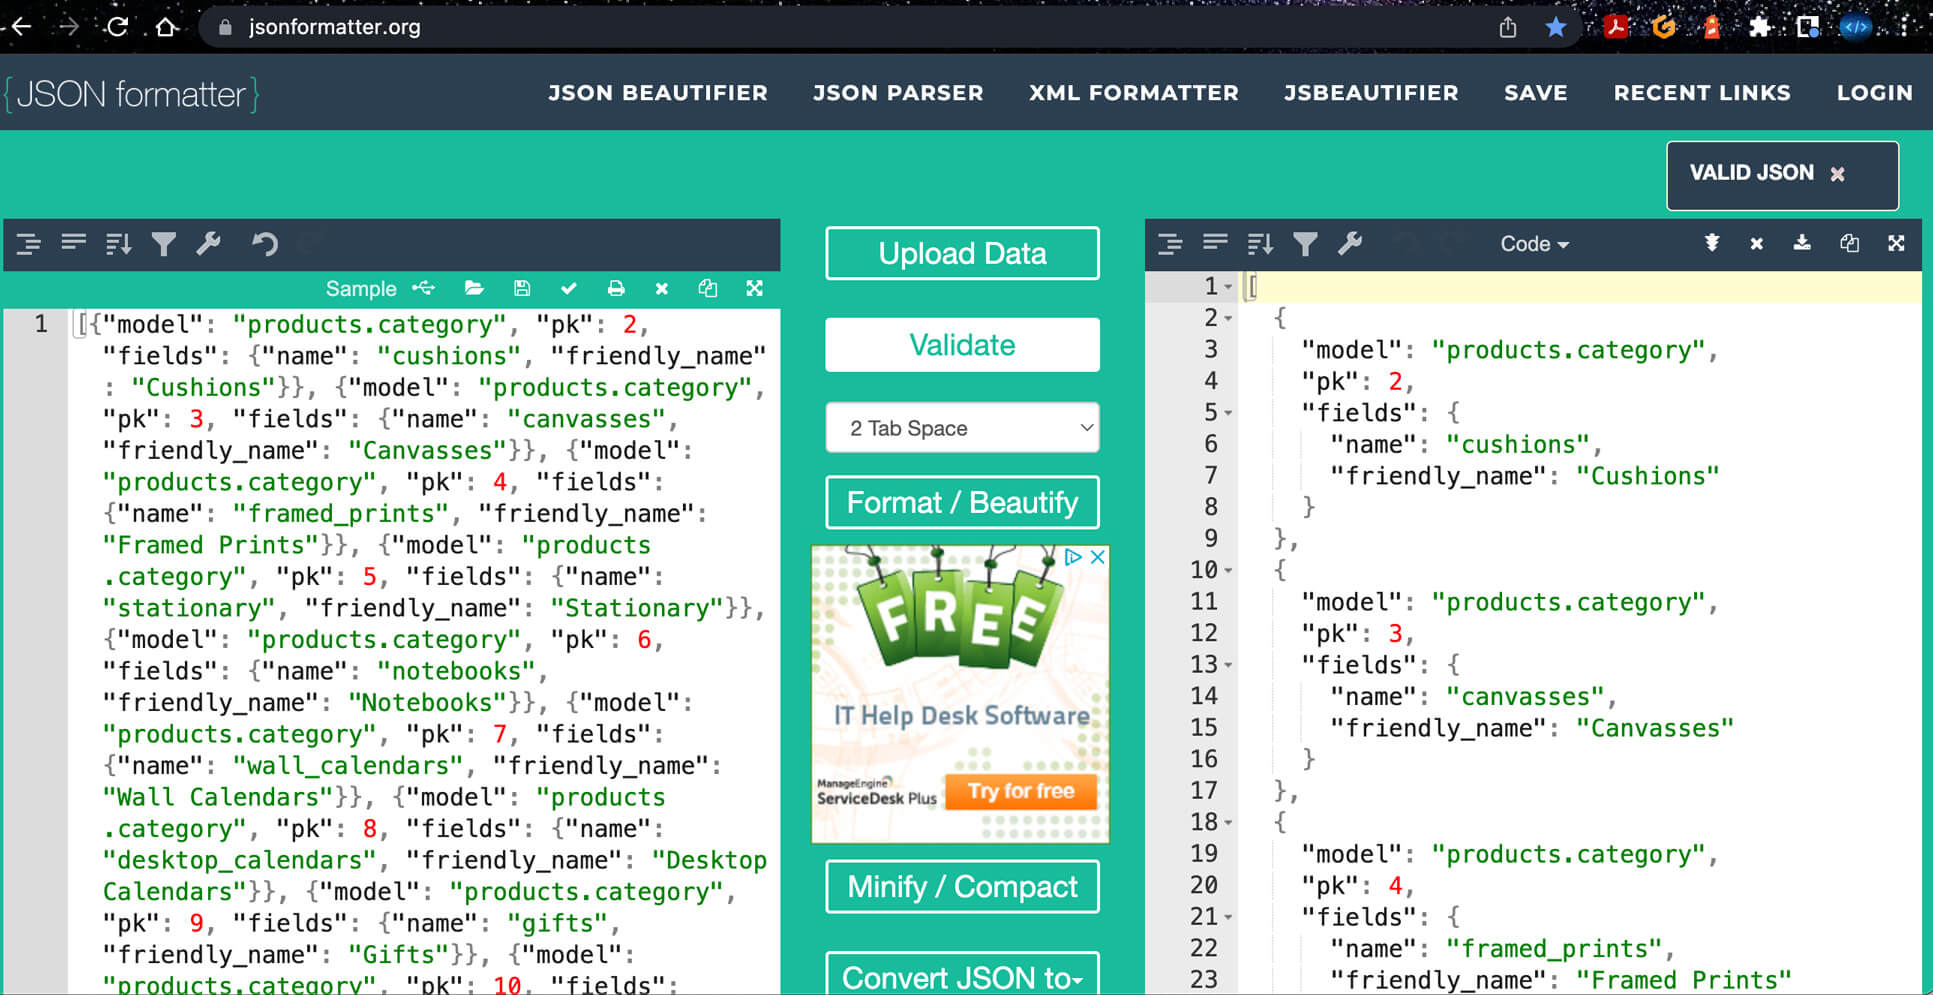 jsonformatter.org
{JSON formatter}
JSON BEAUTIFIER
JSON PARSER
XML FORMATTER
JSBEAUTIFIER
SAVE
RECENT LINKS
LOGIN
VALID JSON
Sample
1 [{"model": "products.category", "pk": 2,
"fields": {"name": "cushions", "friendly_name"
: "Cushions"}}, {"model": "products.category",
"pk": 3, "fields": {"name": "canvasses",
"friendly_name": "Canvasses"}}, {"model":
"products.category", "pk": 4, "fields":
{"name": "framed_prints", "friendly_name":
"Framed Prints"}}, {"model": "products
.category", "pk": 5, "fields": {"name":
"stationary", "friendly_name": "Stationary"}},
{"model": "products.category", "pk": 6,
"fields": {"name": "notebooks",
"friendly_name": "Notebooks"}}, {"model":
"products.category", "pk": 7, "fields":
{"name": "wall_calendars", "friendly_name":
"Wall Calendars"}}, {"model": "products
.category", "pk": 8, "fields": {"name":
"desktop_calendars", "friendly_name": "Desktop
Calendars"}}, {"model": "products.category",
"pk": 9, "fields": {"name": "gifts",
"friendly_name": "Gifts"}}, {"model":
"products.category", "pk": 10, "fields":
Upload Data
Validate
2 Tab Space
Format / Beautify
FREE
IT Help Desk Software
ManageEngine
ServiceDesk Plus
Try for free
Minify / Compact
Convert JSON to
Code
1 [
2 {
3 "model": "products.category",
4 "pk": 2,
5 "fields": {
6 "name": "cushions",
7 "friendly_name": "Cushions"
8 }
9 },
10 {
11 "model": "products.category",
12 "pk": 3,
13 "fields": {
14 "name": "canvasses",
15 "friendly_name": "Canvasses"
16 }
17 },
18 {
19 "model": "products.category",
20 "pk": 4,
21 "fields": {
22 "name": "framed_prints",
23 "friendly_name": "Framed Prints"